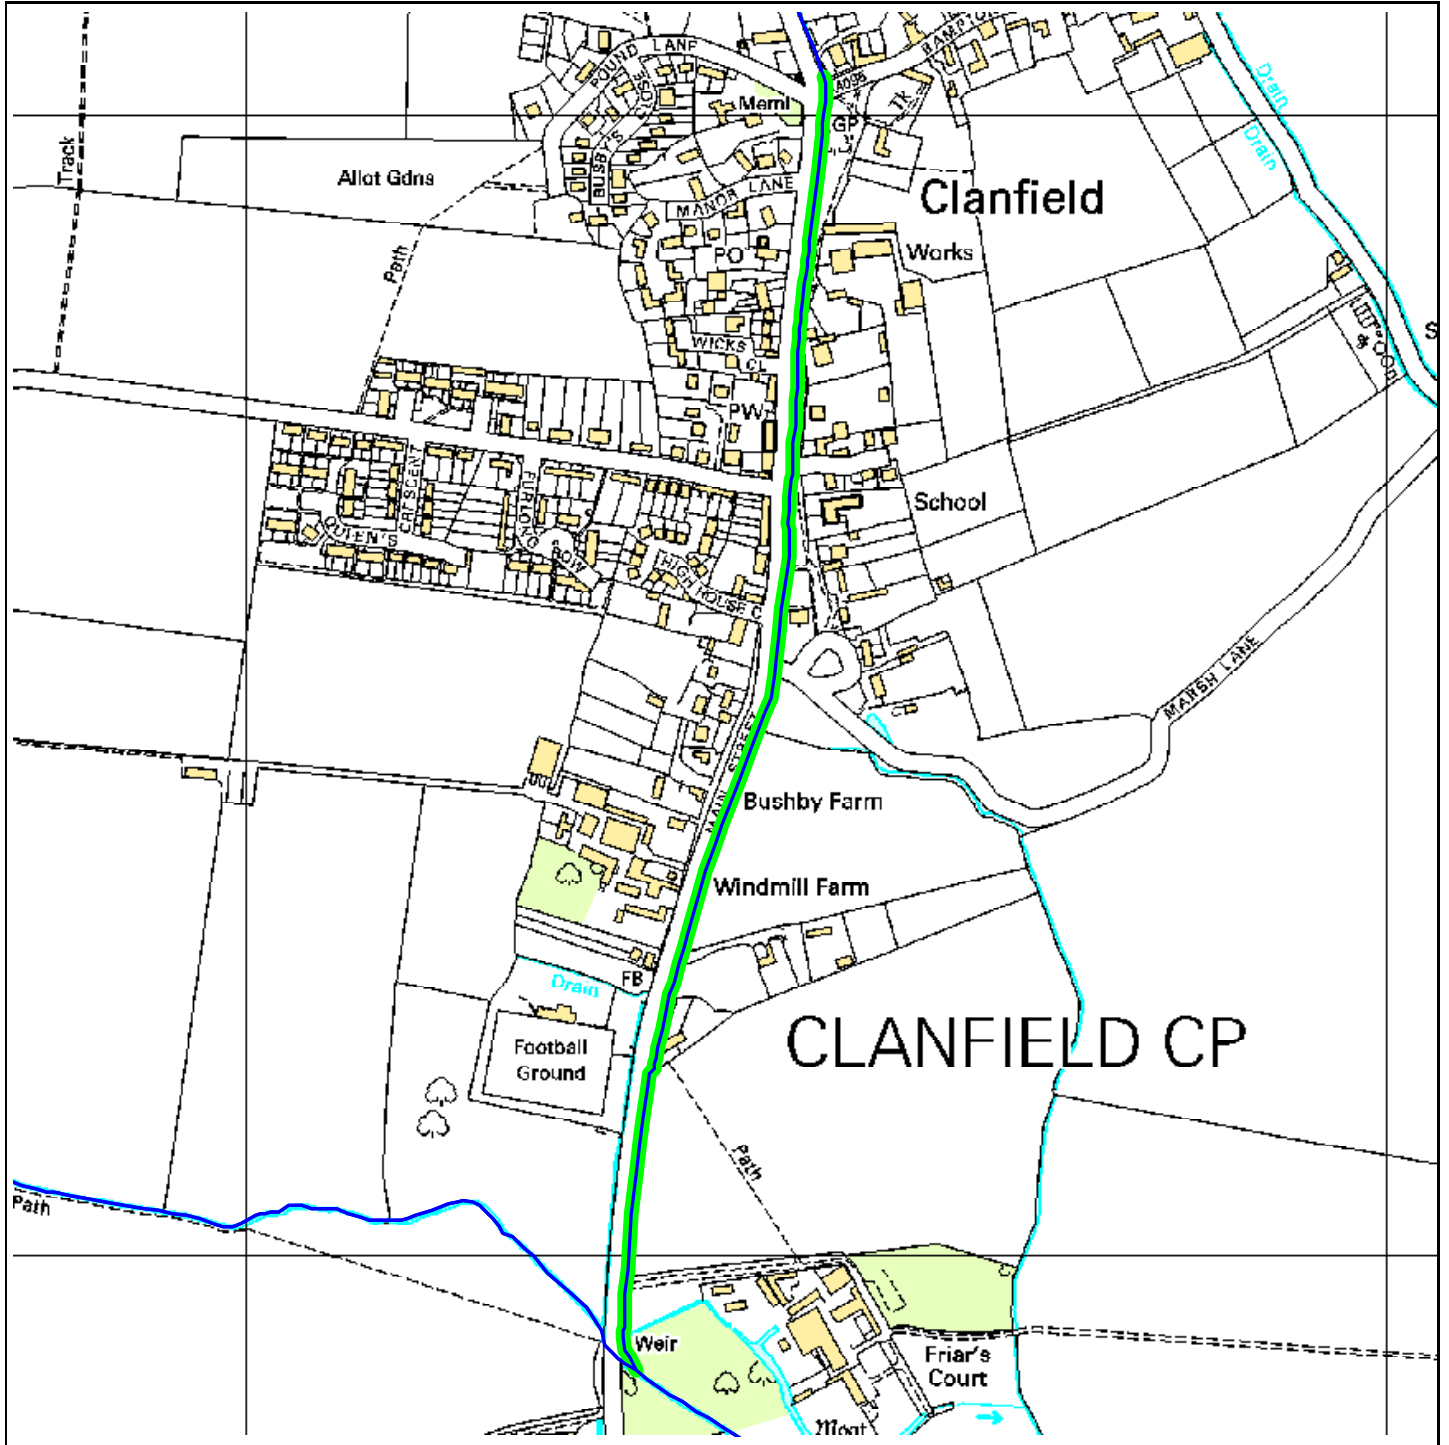 POUND LANE
BAMPTON
A4095
Drain
Drain
Meml
Tk
GP
Track
BUSBY'S CLOSE
Allot Gdns
MANOR LANE
Clanfield
Path
PO
Works
WICKS CL
PW
QUEEN'S CRESCENT
FURLONG ROW
School
HIGH HOUSE C
MARSH LANE
MAIN STREET
Bushby Farm
Windmill Farm
FB
Drain
CLANFIELD CP
Football
Ground
Path
Path
Weir
Friar's
Court
Moat